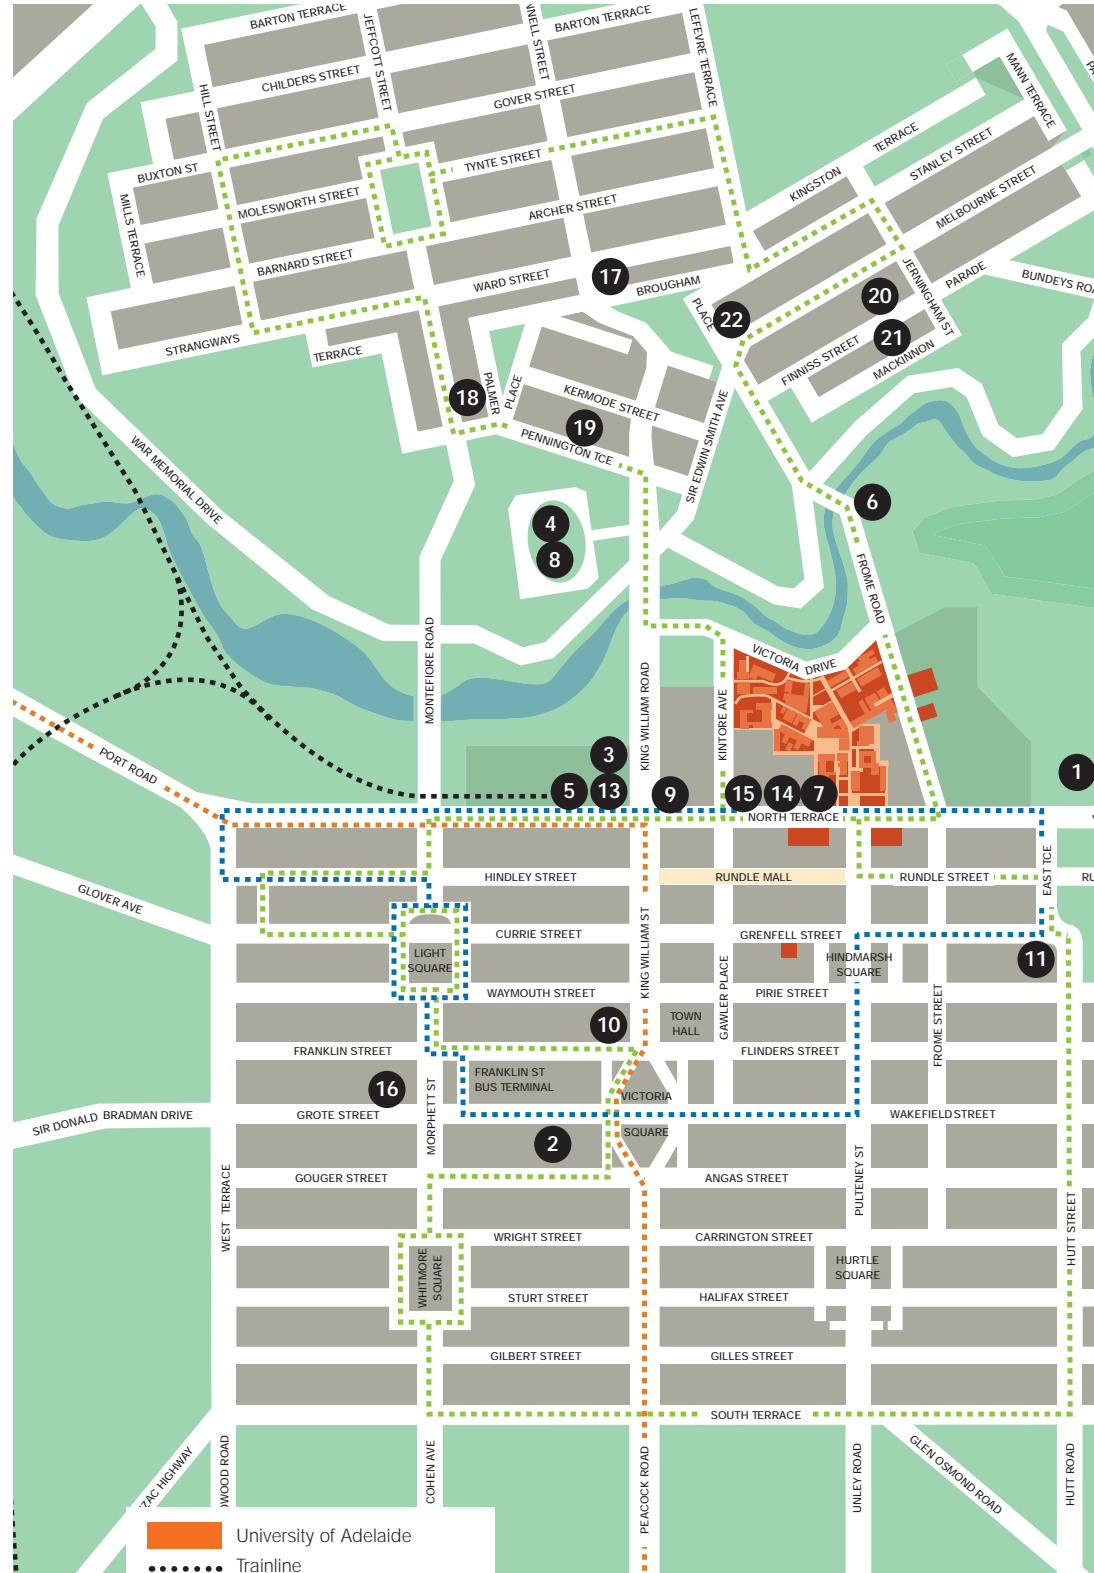 BARTON TERRACE
JEFFCOTT STREET
NNELL STREET
BARTON TERRACE
LEFEVRE TERRACE
CHILDERS STREET
GOVER STREET
HILL STREET
MANN TERRACE
PA
BUXTON ST
TYNTE STREET
KINGSTON
TERRACE
STANLEY STREET
MOLESWORTH STREET
ARCHER STREET
MELBOURNE STREET
MILLS TERRACE
BARNARD STREET
WARD STREET
17
BROUGHAM
PLACE
22
20
JERNINGHAM ST
PARADE
BUNDEYS ROA
STRANGWAYS
TERRACE
21
FINNISS STREET
MACKINNON
18
PALMER
PLACE
KERMODE STREET
19
PENNINGTON TCE
SIR EDWIN SMITH AVE
WAR MEMORIAL DRIVE
4
8
6
FROME ROAD
MONTEFIORE ROAD
KING WILLIAM ROAD
KINTORE AVE
VICTORIA DRIVE
PORT ROAD
3
5
13
9
15
14
7
1
NORTH TERRACE
GLOVER AVE
HINDLEY STREET
RUNDLE MALL
RUNDLE STREET
EAST TCE
RU
KING WILLIAM ST
CURRIE STREET
GRENFELL STREET
LIGHT
SQUARE
HINDMARSH
SQUARE
11
WAYMOUTH STREET
GAWLER PLACE
PIRIE STREET
FROME STREET
10
TOWN
HALL
FRANKLIN STREET
FLINDERS STREET
16
MORPHETT ST
FRANKLIN ST
BUS TERMINAL
VICTORIA
SQUARE
SIR DONALD BRADMAN DRIVE
GROTE STREET
WAKEFIELD STREET
2
WEST TERRACE
GOUGER STREET
ANGAS STREET
PULTENEY ST
HUTT STREET
WRIGHT STREET
CARRINGTON STREET
WHITMORE
SQUARE
HURTLE
SQUARE
STURT STREET
HALIFAX STREET
GILBERT STREET
GILLES STREET
SOUTH TERRACE
ZAC HIGHWAY
DWOOD ROAD
COHEN AVE
PEACOCK ROAD
UNLEY ROAD
GLEN OSMOND ROAD
HUTT ROAD
University of Adelaide
Trainline